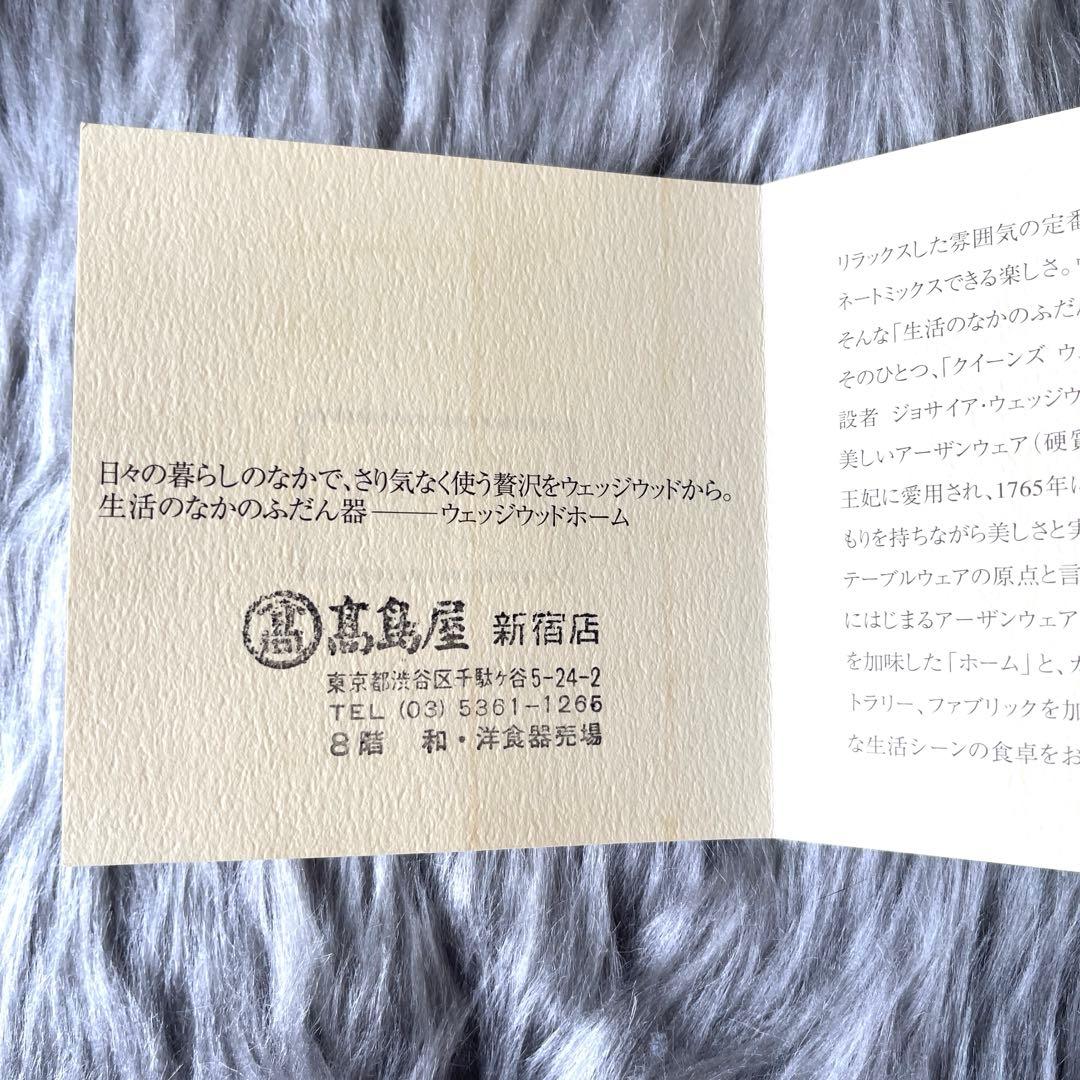 日々の暮らしのなかで、さり気なく使う贅沢をウェッジウッドから。
生活のなかのふだん器――ウェッジウッドホーム
髙 髙島屋 新宿店
東京都渋谷区千駄ヶ谷5-24-2
TEL (03) 5361-1265
8階 和・洋食器売場
リラックスした雰囲気の定番
ネートミックスできる楽しさ。
そんな「生活のなかのふだん
そのひとつ、「クイーンズ ウ
設者 ジョサイア・ウェッジウ
美しいアーザンウェア（硬質
王妃に愛用され、1765年に
もりを持ちながら美しさと実
テーブルウェアの原点と言
にはじまるアーザンウェア
を加味した「ホーム」と、カ
トラリー、ファブリックを加
な生活シーンの食卓をお